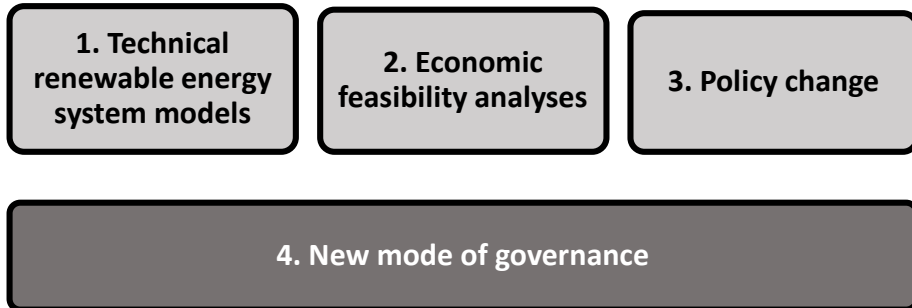 1. Technical
renewable energy
system models
2. Economic
feasibility analyses
3. Policy change
4. New mode of governance